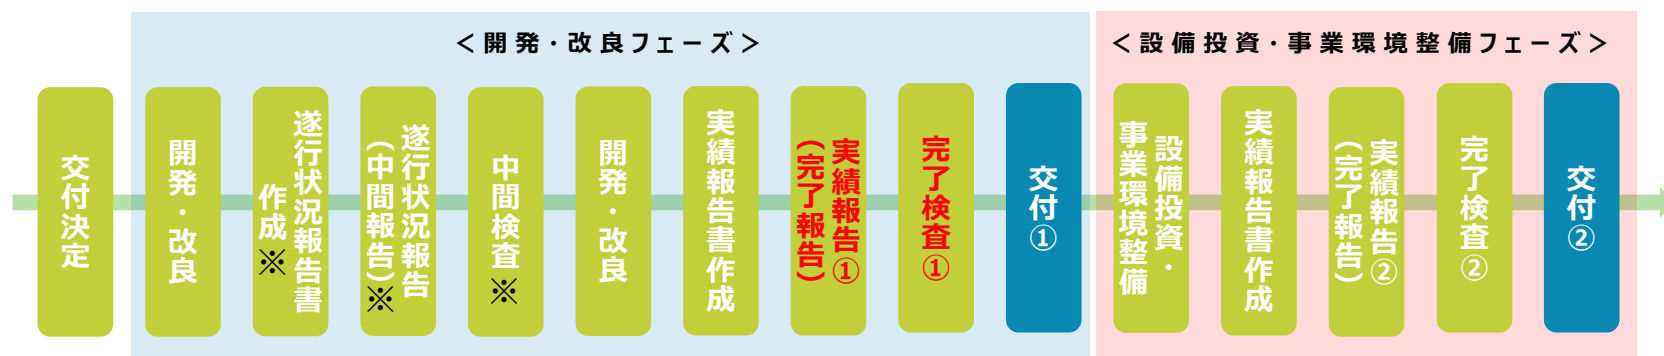 ＜開発・改良フェーズ＞
＜設備投資・事業環境整備フェーズ＞
交付決定
開発・改良
遂行状況報告書
作成※
遂行状況報告
(中間報告)※
中間検査※
開発・改良
実績報告書作成
実績報告①
(完了報告)
完了検査①
交付①
設備投資・
事業環境整備
実績報告書作成
実績報告②
(完了報告)
完了検査②
交付②